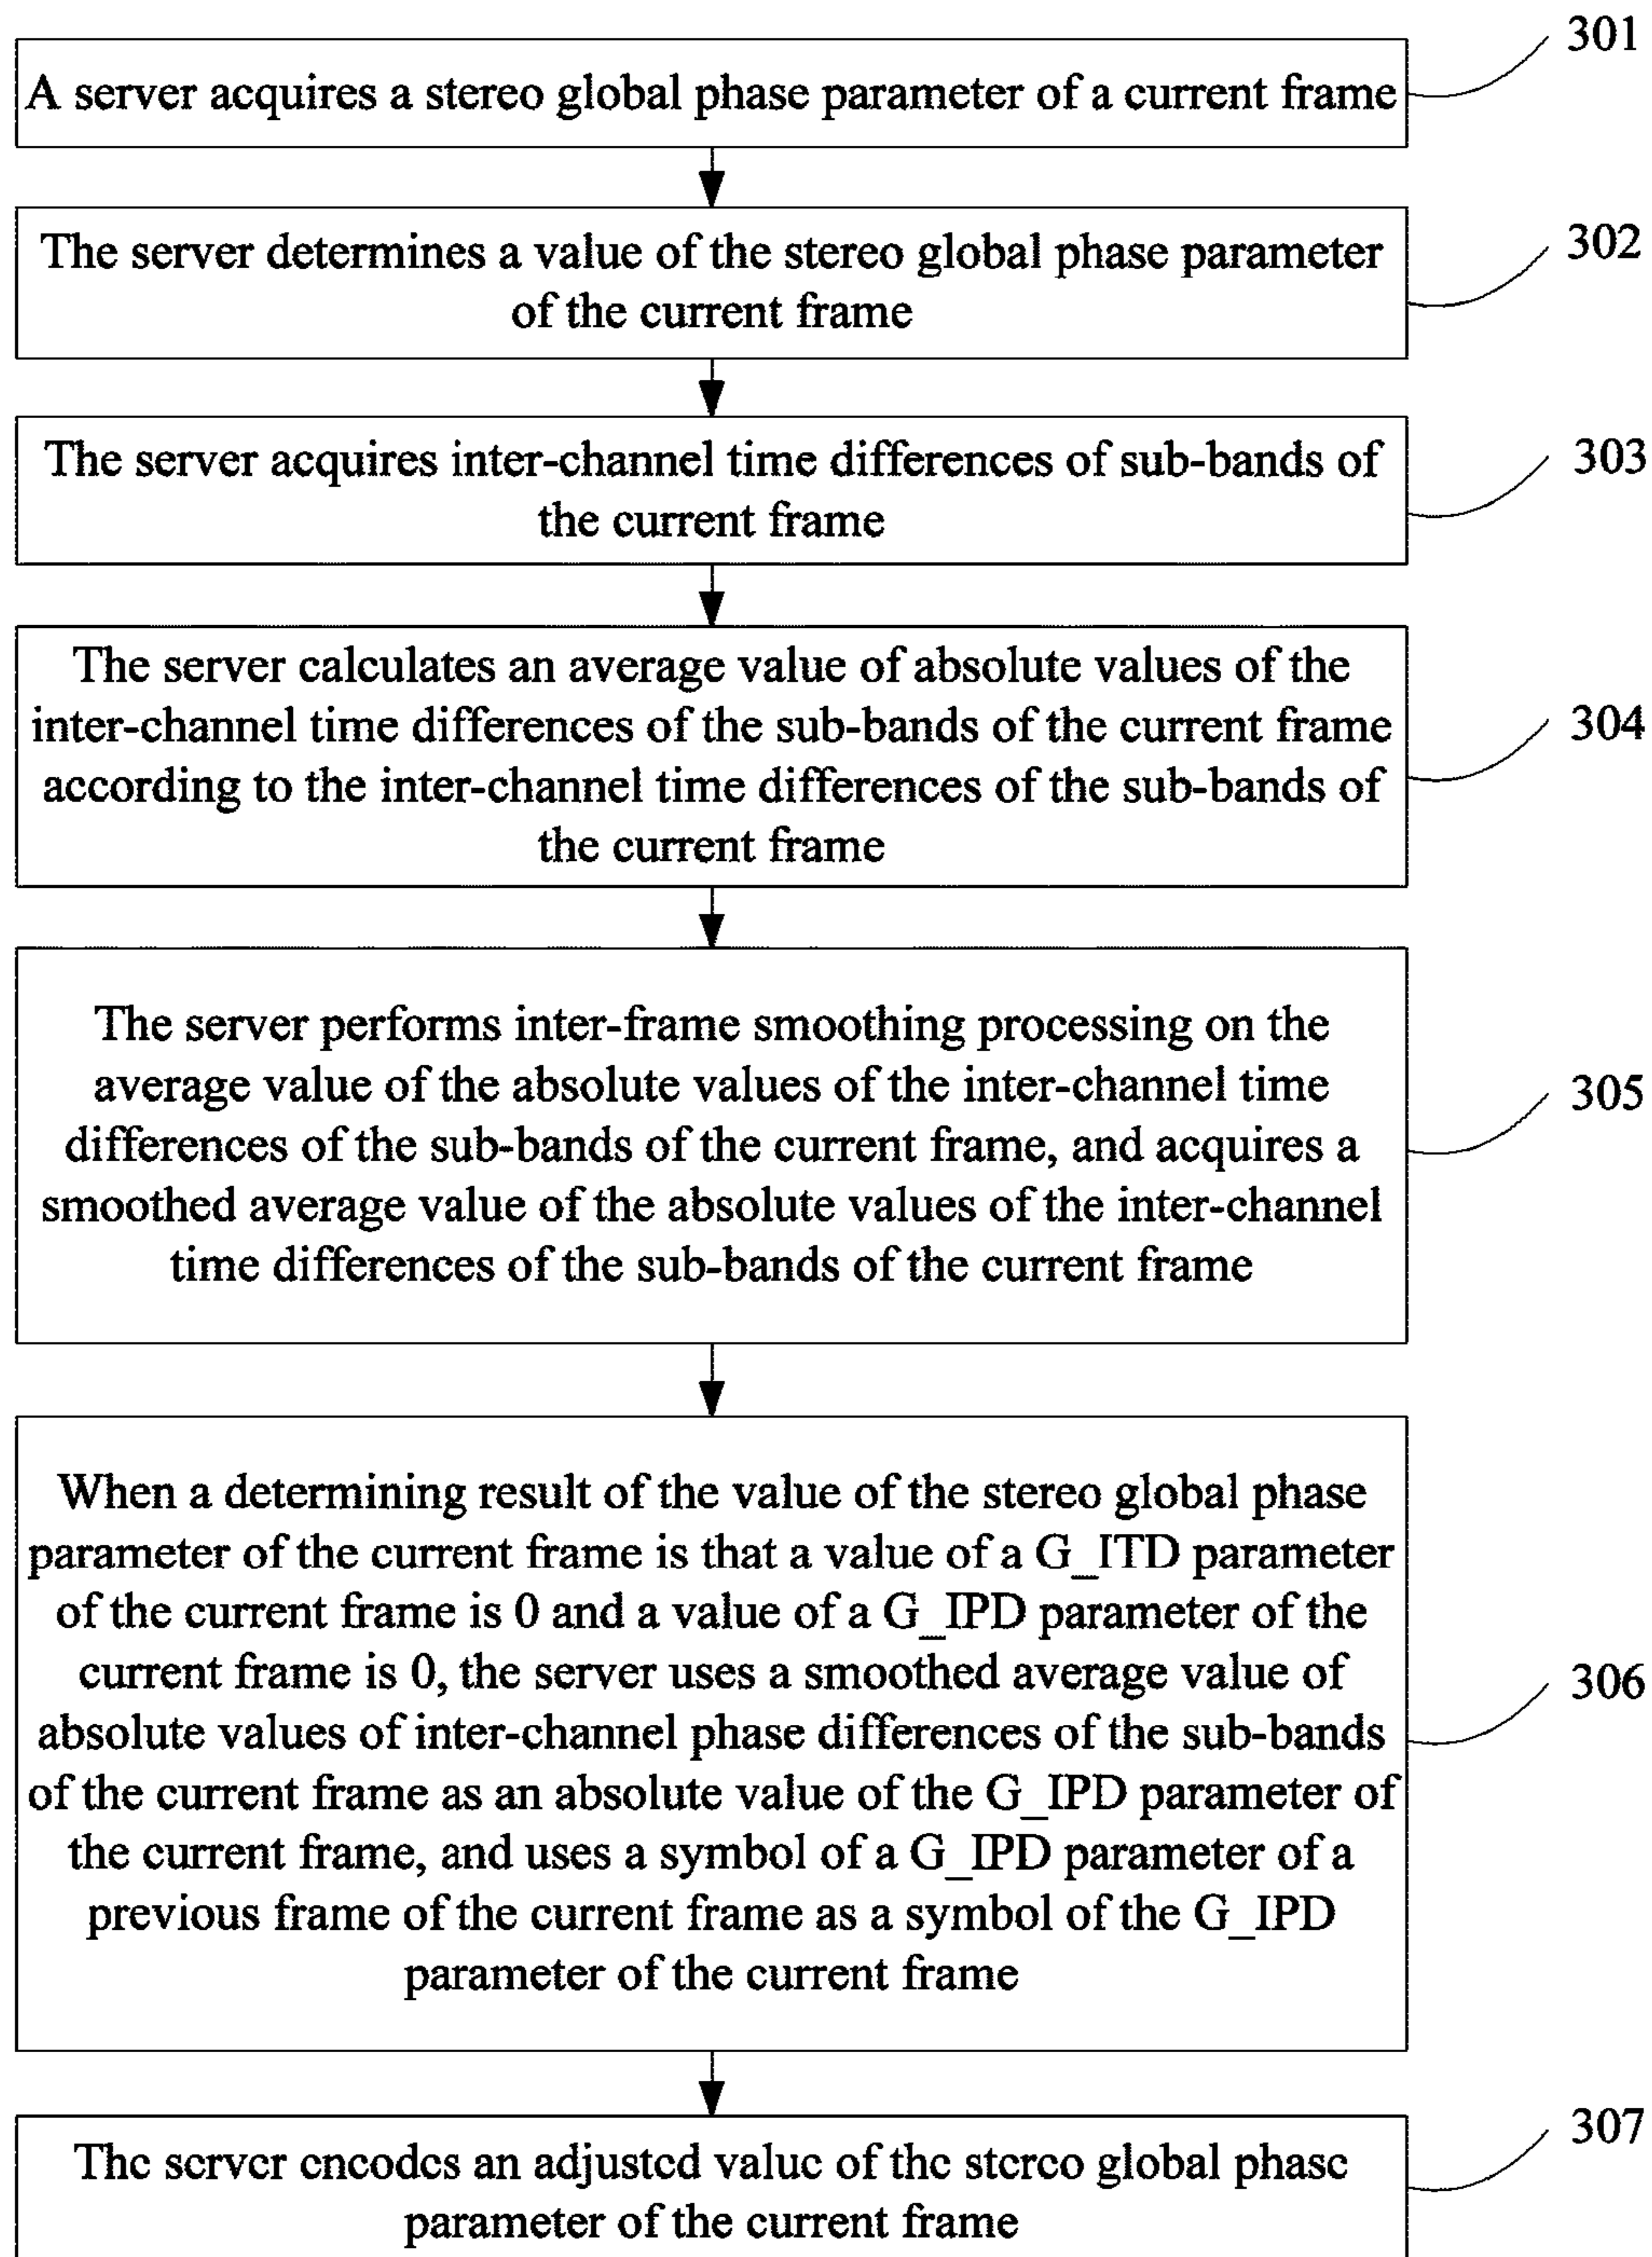 301
A server acquires a stereo global phase parameter of a current frame
302
The server determines a value of the stereo global phase parameter
of the current frame
303
The server acquires inter-channel time differences of sub-bands of
the current frame
304
The server calculates an average value of absolute values of the
inter-channel time differences of the sub-bands of the current frame
according to the inter-channel time differences of the sub-bands of
the current frame
305
The server performs inter-frame smoothing processing on the
average value of the absolute values of the inter-channel time
differences of the sub-bands of the current frame, and acquires a
smoothed average value of the absolute values of the inter-channel
time differences of the sub-bands of the current frame
306
When a determining result of the value of the stereo global phase
parameter of the current frame is that a value of a G_ITD parameter
of the current frame is 0 and a value of a G_IPD parameter of the
current frame is 0, the server uses a smoothed average value of
absolute values of inter-channel phase differences of the sub-bands
of the current frame as an absolute value of the G_IPD parameter of
the current frame, and uses a symbol of a G_IPD parameter of a
previous frame of the current frame as a symbol of the G_IPD
parameter of the current frame
307
The server encodes an adjusted value of the stereo global phase
parameter of the current frame